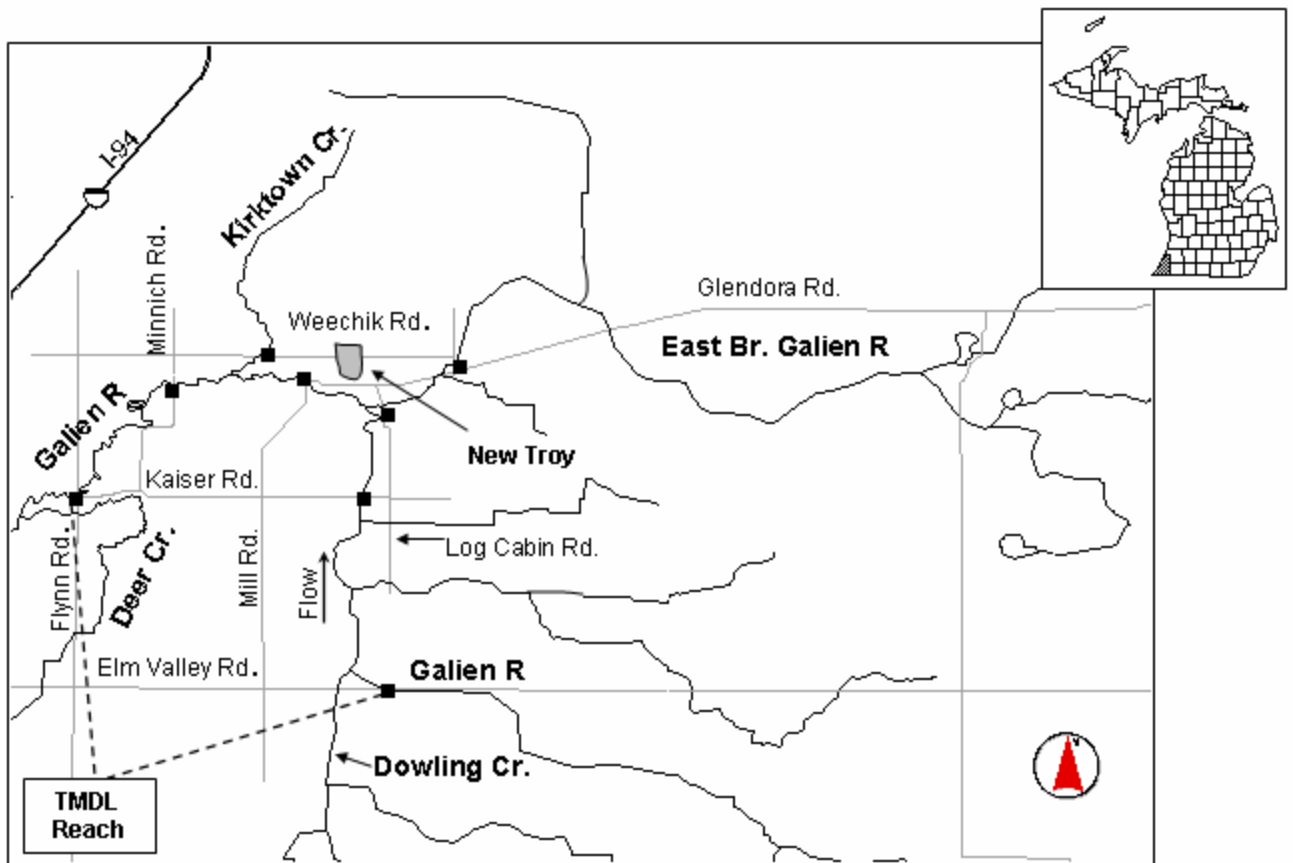 I-94
Kirktown Cr.
Minnich Rd.
Weechik Rd.
Glendora Rd.
East Br. Galien R
Galien R
New Troy
Kaiser Rd.
Flynn Rd.
Deer Cr.
Mill Rd.
Flow
Log Cabin Rd.
Elm Valley Rd.
Galien R
Dowling Cr.
TMDL
Reach
N